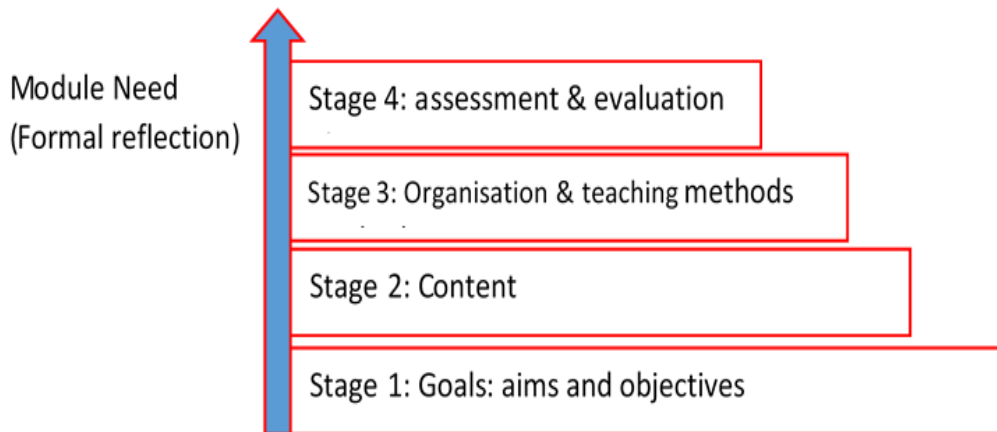 Module Need
(Formal reflection)
Stage 4: assessment & evaluation
Stage 3: Organisation & teaching methods
Stage 2: Content
Stage 1: Goals: aims and objectives